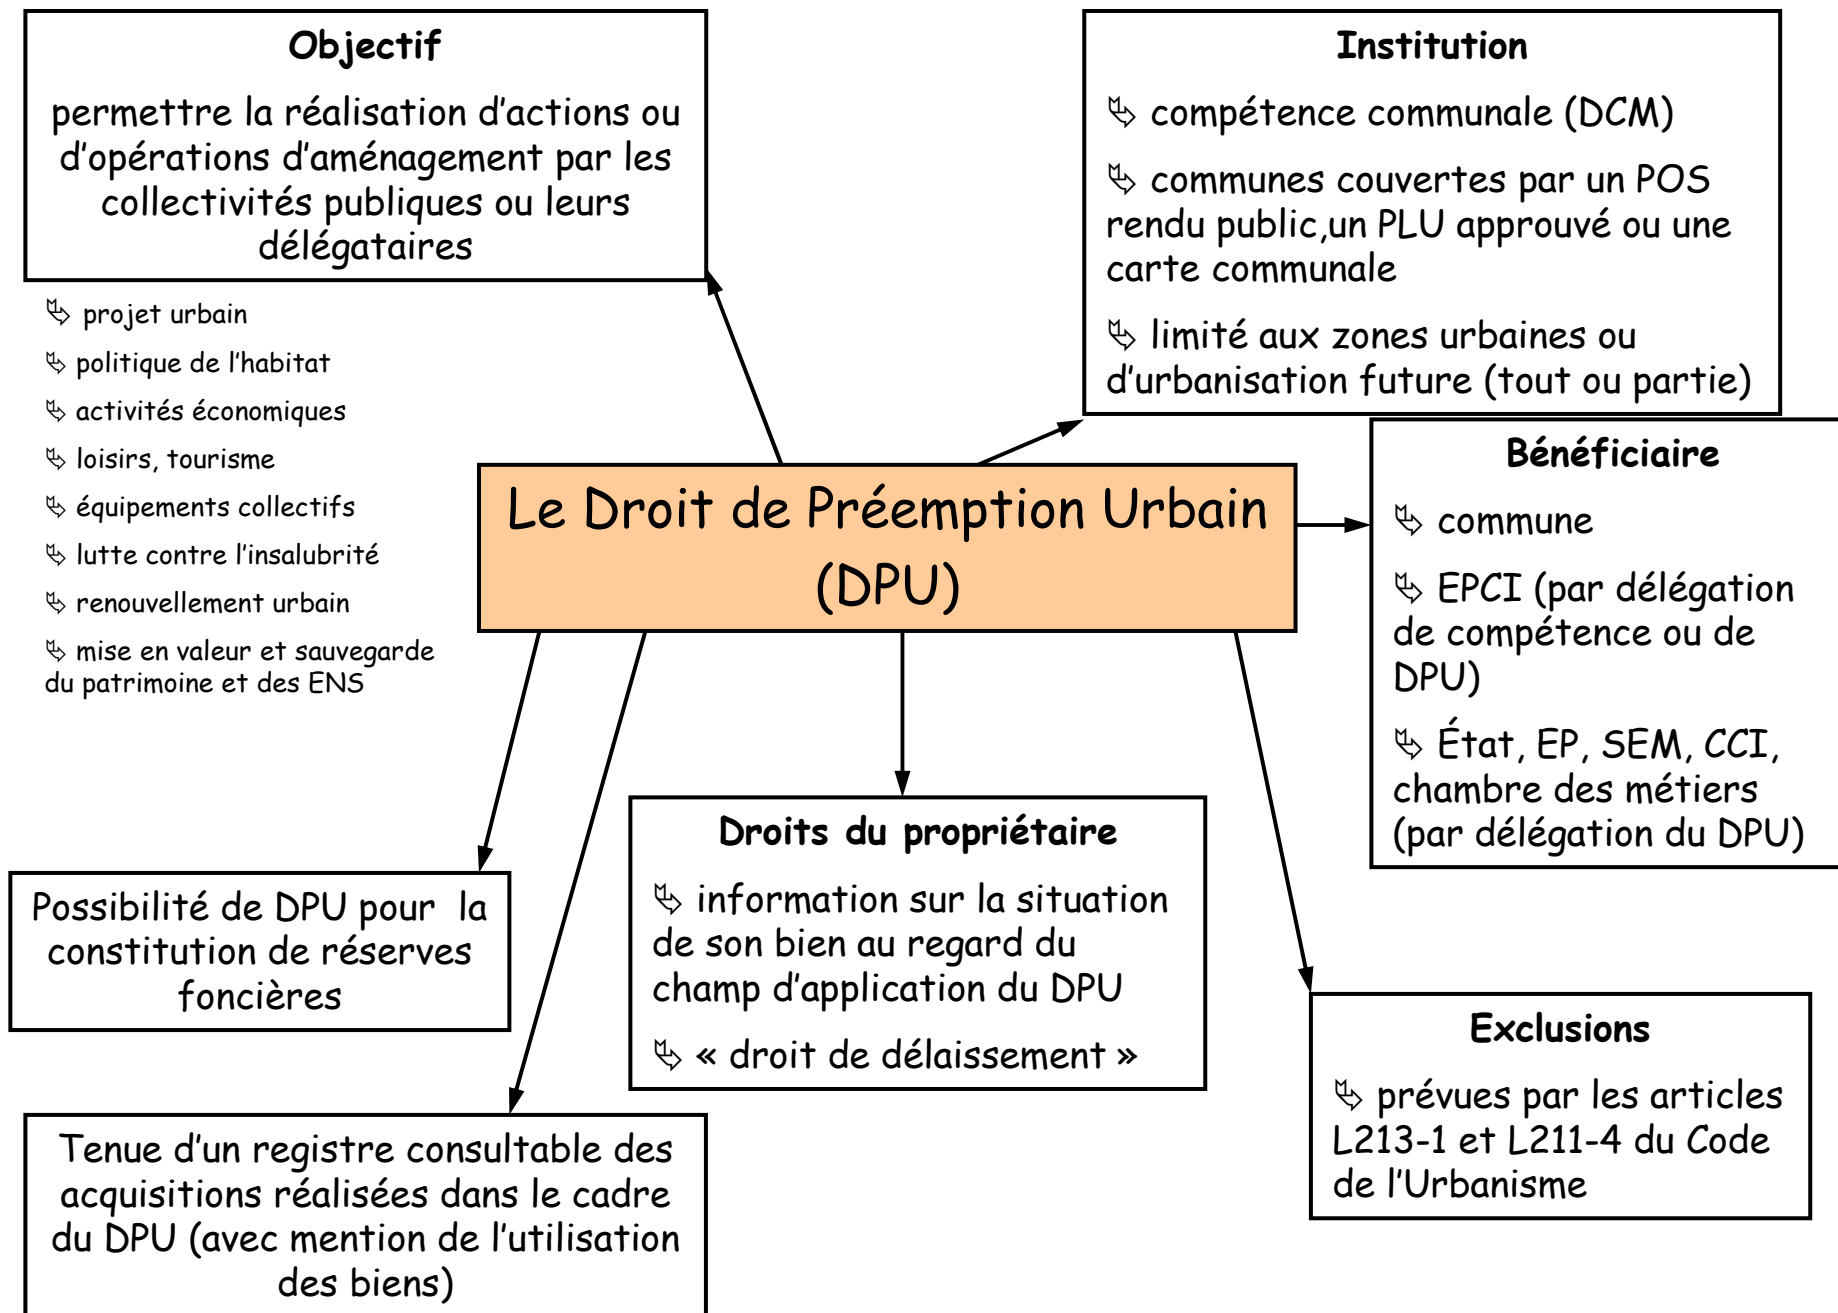 Objectif
permettre la réalisation d'actions ou
d'opérations d'aménagement par les
collectivités publiques ou leurs
délégataires
↳ projet urbain
↳ politique de l'habitat
↳ activités économiques
↳ loisirs, tourisme
↳ équipements collectifs
↳ lutte contre l'insalubrité
↳ renouvellement urbain
↳ mise en valeur et sauvegarde
du patrimoine et des ENS
Institution
↳ compétence communale (DCM)
↳ communes couvertes par un POS
rendu public,un PLU approuvé ou une
carte communale
↳ limité aux zones urbaines ou
d'urbanisation future (tout ou partie)
Le Droit de Préemption Urbain
(DPU)
Bénéficiaire
↳ commune
↳ EPCI (par délégation
de compétence ou de
DPU)
↳ État, EP, SEM, CCI,
chambre des métiers
(par délégation du DPU)
Possibilité de DPU pour la
constitution de réserves
foncières
Droits du propriétaire
↳ information sur la situation
de son bien au regard du
champ d'application du DPU
↳ « droit de délaissement »
Exclusions
↳ prévues par les articles
L213-1 et L211-4 du Code
de l'Urbanisme
Tenue d'un registre consultable des
acquisitions réalisées dans le cadre
du DPU (avec mention de l'utilisation
des biens)